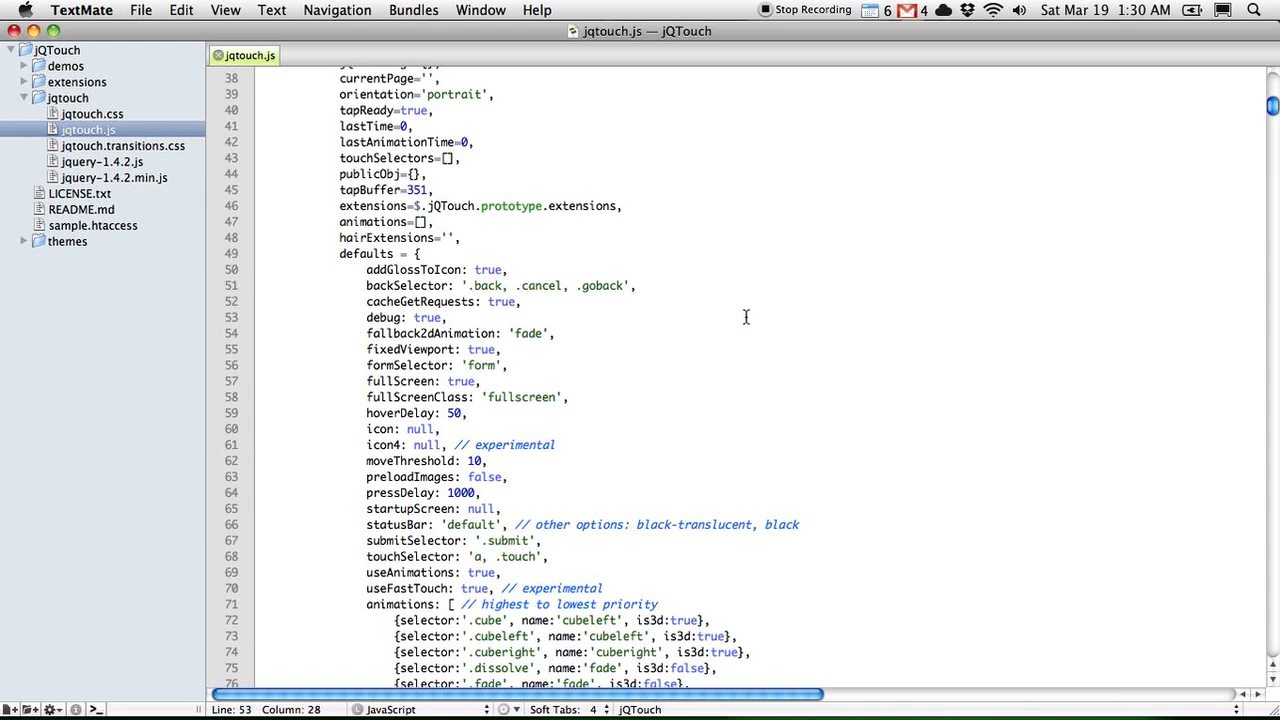 TextMate File Edit View Text Navigation Bundles Window Help Stop Recording 6 4 Sat Mar 19 1:30 AM
jqtouch.js — jQTouch
jQTouch
demos
extensions
jqtouch
jqtouch.css
jqtouch.js
jqtouch.transitions.css
jquery-1.4.2.js
jquery-1.4.2.min.js
LICENSE.txt
README.md
sample.htaccess
themes
jqtouch.js
38 currentPage='',
39 orientation='portrait',
40 tapReady=true,
41 lastTime=0,
42 lastAnimationTime=0,
43 touchSelectors=[],
44 publicObj={},
45 tapBuffer=351,
46 extensions=$.jQTouch.prototype.extensions,
47 animations=[],
48 hairExtensions='',
49 defaults = {
50 addGlossToIcon: true,
51 backSelector: '.back, .cancel, .goback',
52 cacheGetRequests: true,
53 debug: true,
54 fallback2dAnimation: 'fade',
55 fixedViewport: true,
56 formSelector: 'form',
57 fullScreen: true,
58 fullScreenClass: 'fullscreen',
59 hoverDelay: 50,
60 icon: null,
61 icon4: null, // experimental
62 moveThreshold: 10,
63 preloadImages: false,
64 pressDelay: 1000,
65 startupScreen: null,
66 statusBar: 'default', // other options: black-translucent, black
67 submitSelector: '.submit',
68 touchSelector: 'a, .touch',
69 useAnimations: true,
70 useFastTouch: true, // experimental
71 animations: [ // highest to lowest priority
72 {selector:'.cube', name:'cubeleft', is3d:true},
73 {selector:'.cubeleft', name:'cubeleft', is3d:true},
74 {selector:'.cuberight', name:'cuberight', is3d:true},
75 {selector:'.dissolve', name:'fade', is3d:false},
76 {selector:'.fade', name:'fade', is3d:false},
Line: 53 Column: 28 JavaScript Soft Tabs: 4 jQTouch